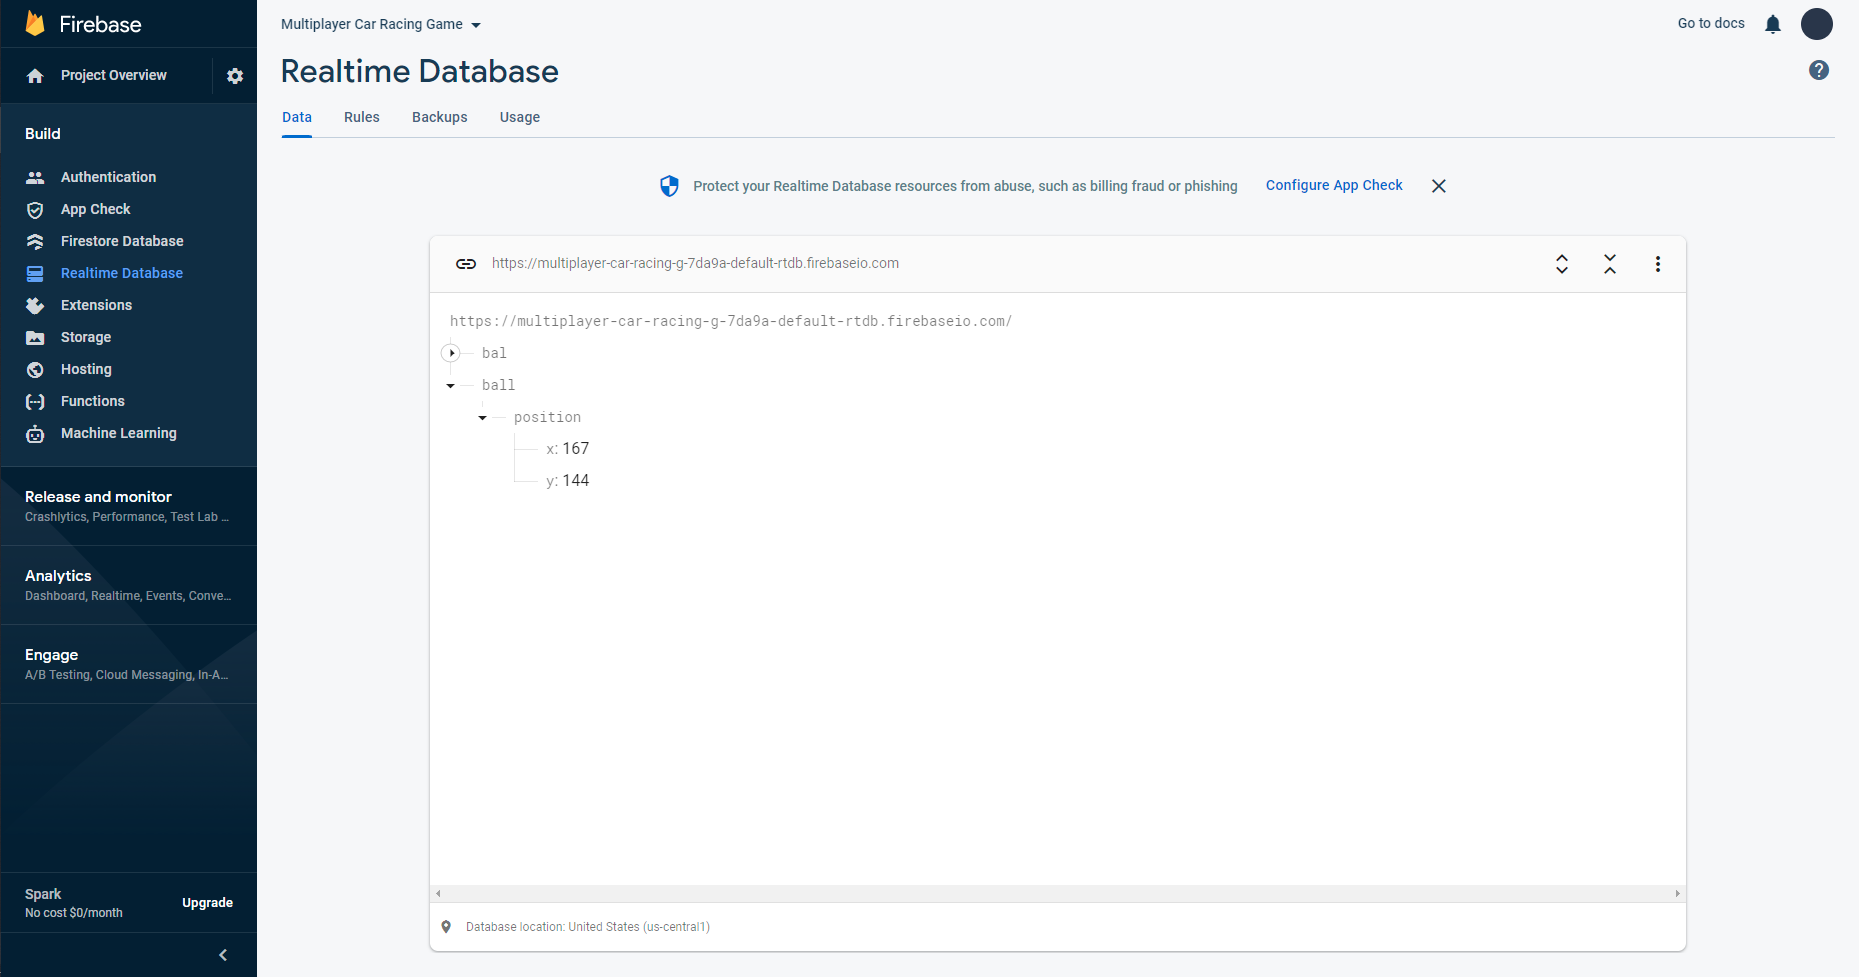 Firebase
Project Overview
Build
Authentication
App Check
Firestore Database
Realtime Database
Extensions
Storage
Hosting
Functions
Machine Learning
Release and monitor
Crashlytics, Performance, Test Lab ...
Analytics
Dashboard, Realtime, Events, Conve...
Engage
A/B Testing, Cloud Messaging, In-A...
Spark
No cost $0/month
Upgrade
Multiplayer Car Racing Game
Go to docs
Realtime Database
Data Rules Backups Usage
Protect your Realtime Database resources from abuse, such as billing fraud or phishing Configure App Check
https://multiplayer-car-racing-g-7da9a-default-rtdb.firebaseio.com
https://multiplayer-car-racing-g-7da9a-default-rtdb.firebaseio.com/
bal
ball
position
x: 167
y: 144
Database location: United States (us-central1)